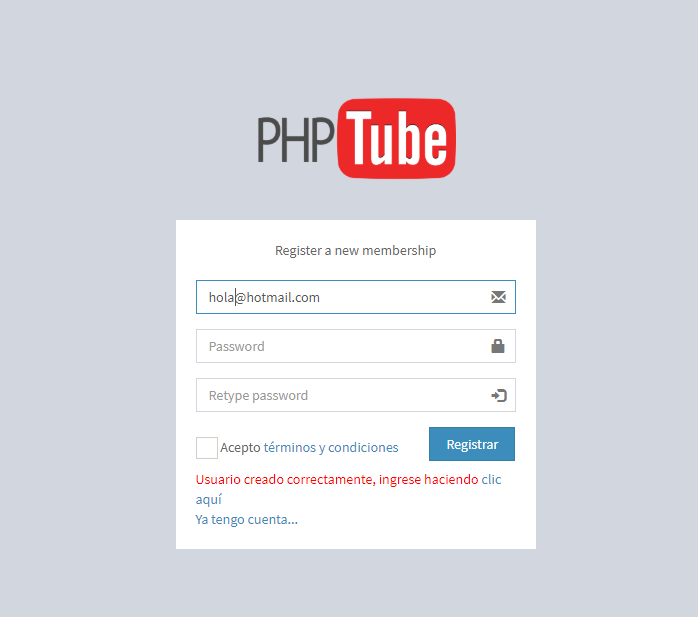 PHP Tube
Register a new membership
hola@hotmail.com
Password
Retype password
Acepto términos y condiciones
Registrar
Usuario creado correctamente, ingrese haciendo clic
aquí
Ya tengo cuenta...